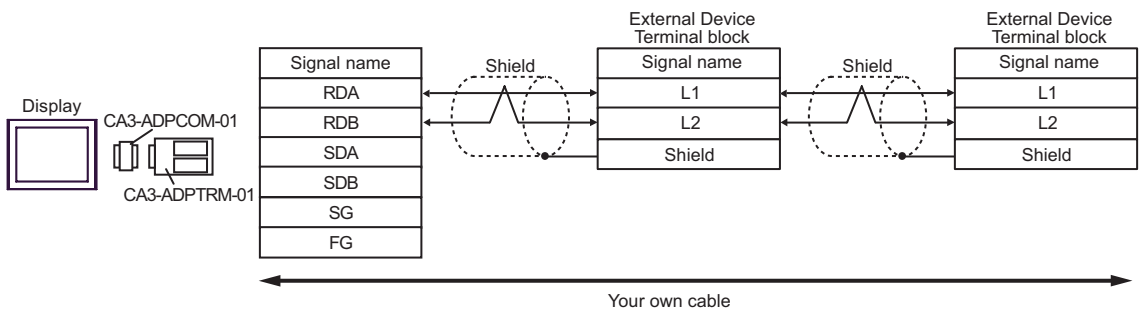 Display
CA3-ADPCOM-01
CA3-ADPTRM-01
Signal name
RDA
RDB
SDA
SDB
SG
FG
Shield
External Device
Terminal block
Signal name
L1
L2
Shield
Shield
External Device
Terminal block
Signal name
L1
L2
Shield
Your own cable